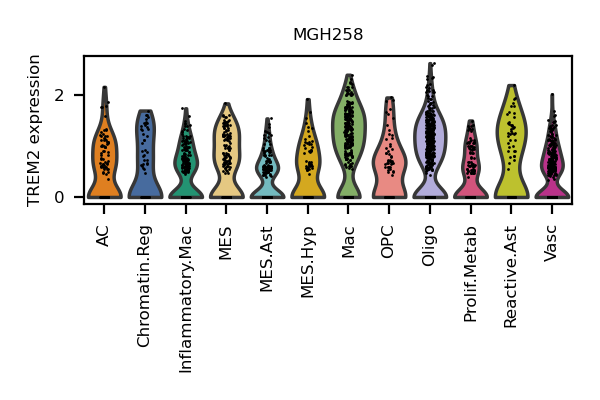 MGH258
TREM2 expression
2
0
AC
Chromatin.Reg
Inflammatory.Mac
MES
MES.Ast
MES.Hyp
Mac
OPC
Oligo
Prolif.Metab
Reactive.Ast
Vasc